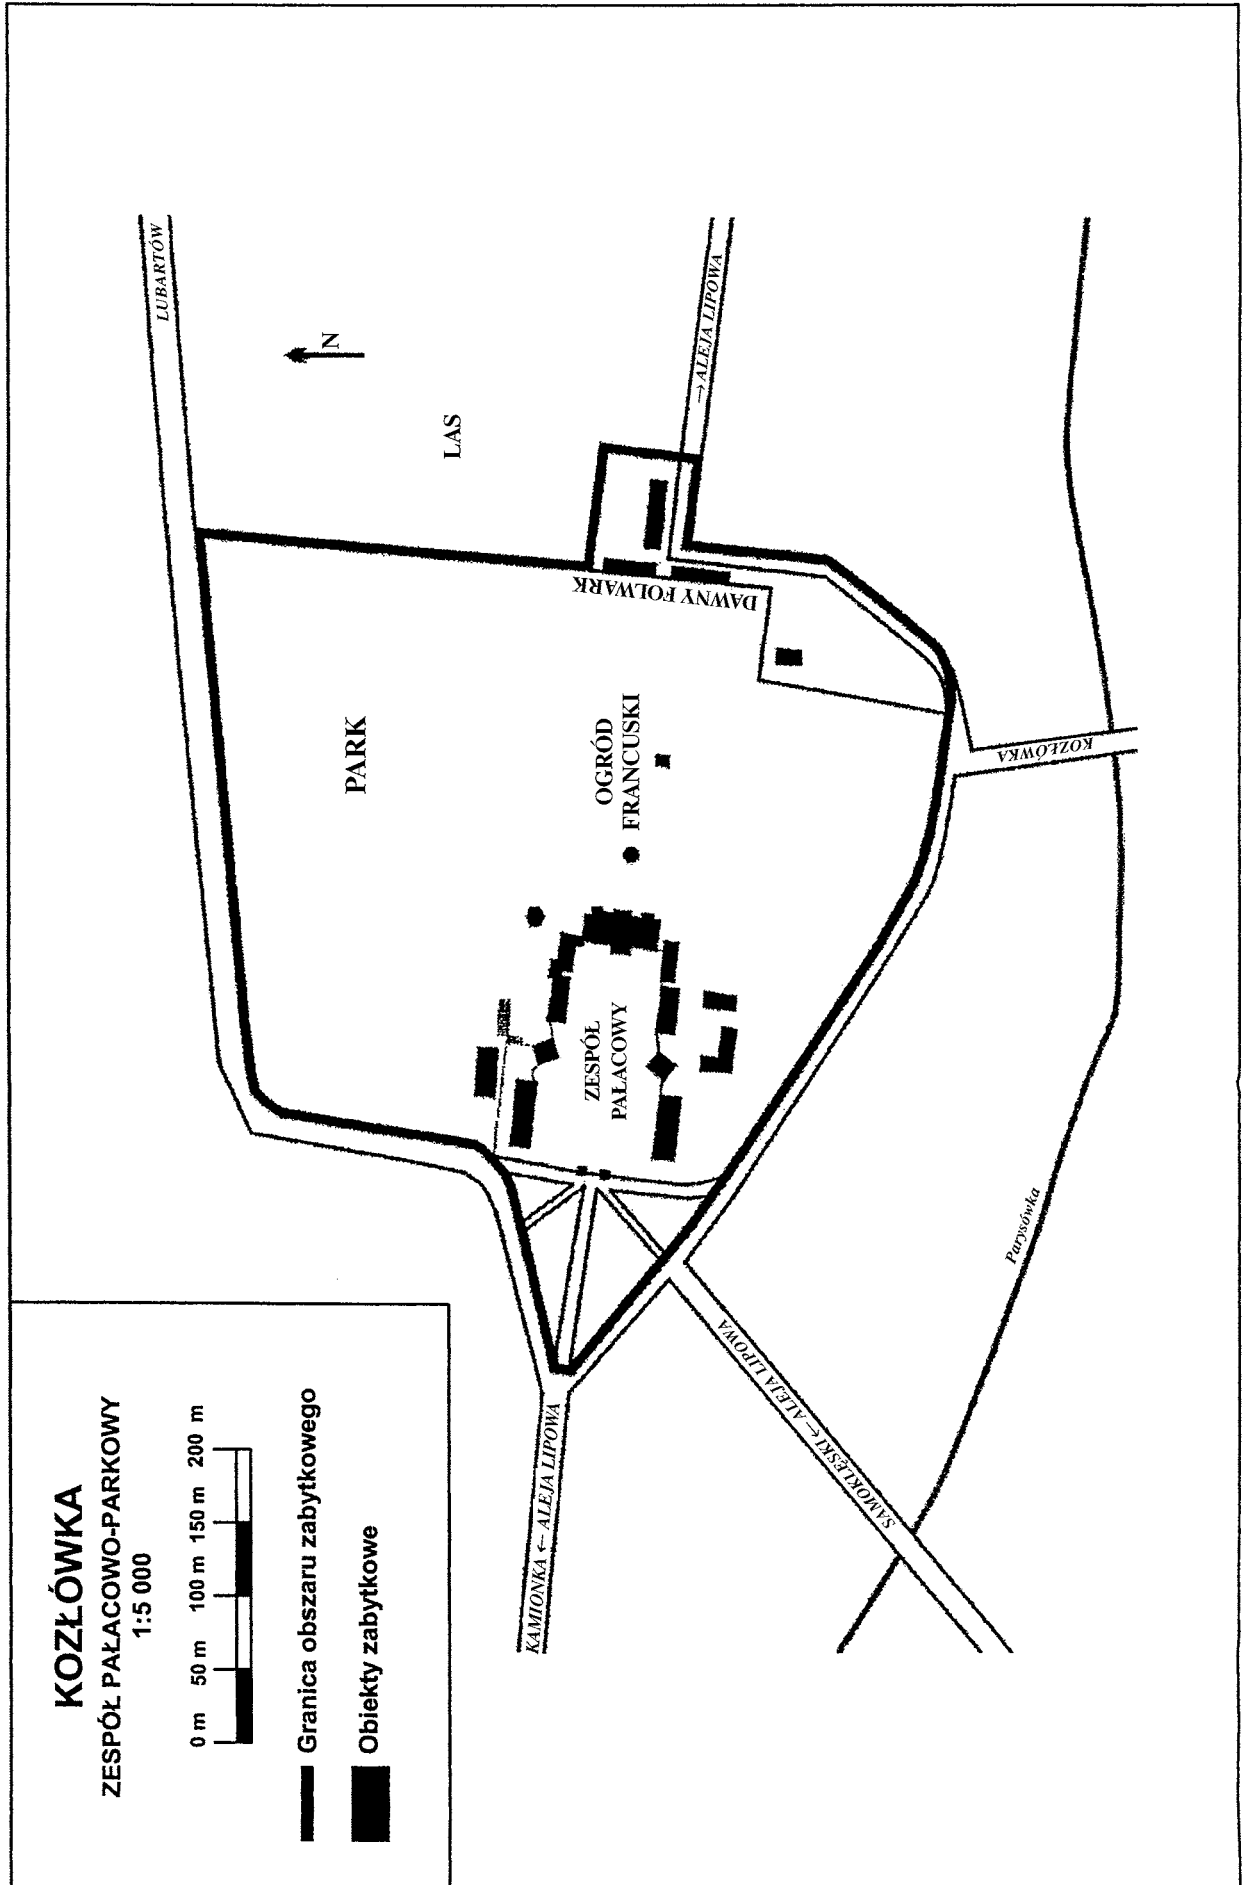 KOZŁÓWKA
ZESPÓŁ PAŁACOWO-PARKOWY
1:5 000
0 m 50 m 100 m 150 m 200 m
Granica obszaru zabytkowego
Obiekty zabytkowe
LUBARTÓW
N
LAS
→ ALEJA LIPOWA
PARK
DAWNY FOLWARK
OGRÓD
FRANCUSKI
ZESPÓŁ
PAŁACOWY
KOZŁÓWKA
KAMIONKA ← ALEJA LIPOWA
SAMOKLĘSKI ← ALEJA LIPOWA
Parysówka